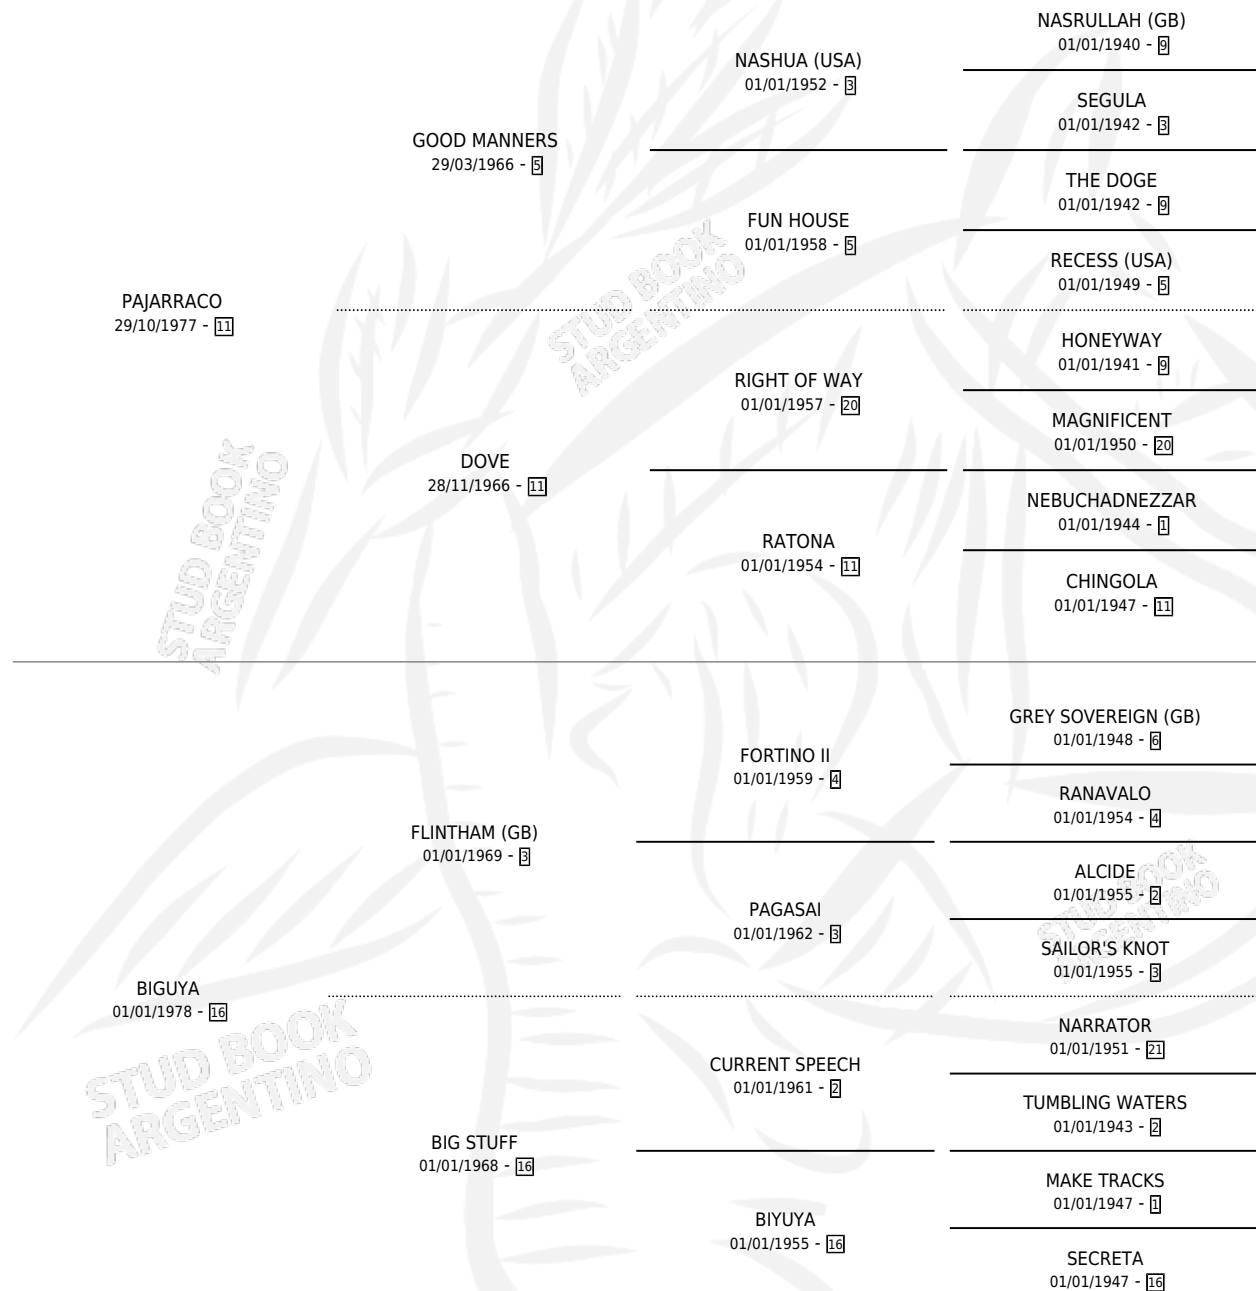 NASRULLAH (GB)
01/01/1940 - 9
NASHUA (USA)
01/01/1952 - 3
SEGULA
01/01/1942 - 3
GOOD MANNERS
29/03/1966 - 5
THE DOGE
01/01/1942 - 9
FUN HOUSE
01/01/1958 - 5
RECESS (USA)
01/01/1949 - 5
PAJARRACO
29/10/1977 - 11
HONEYWAY
01/01/1941 - 9
RIGHT OF WAY
01/01/1957 - 20
MAGNIFICENT
01/01/1950 - 20
DOVE
28/11/1966 - 11
NEBUCHADNEZZAR
01/01/1944 - 1
RATONA
01/01/1954 - 11
CHINGOLA
01/01/1947 - 11
GREY SOVEREIGN (GB)
01/01/1948 - 6
FORTINO II
01/01/1959 - 4
RANAVALO
01/01/1954 - 4
FLINTHAM (GB)
01/01/1969 - 3
ALCIDE
01/01/1955 - 2
PAGASAI
01/01/1962 - 3
SAILOR'S KNOT
01/01/1955 - 3
BIGUYA
01/01/1978 - 16
NARRATOR
01/01/1951 - 21
CURRENT SPEECH
01/01/1961 - 2
TUMBLING WATERS
01/01/1943 - 2
BIG STUFF
01/01/1968 - 16
MAKE TRACKS
01/01/1947 - 1
BIYUYA
01/01/1955 - 16
SECRETA
01/01/1947 - 16
STUD BOOK
ARGENTINO
STUD BOOK
ARGENTINO
STUD BOOK
ARGENTINO
STUD BOOK
ARGENTINO